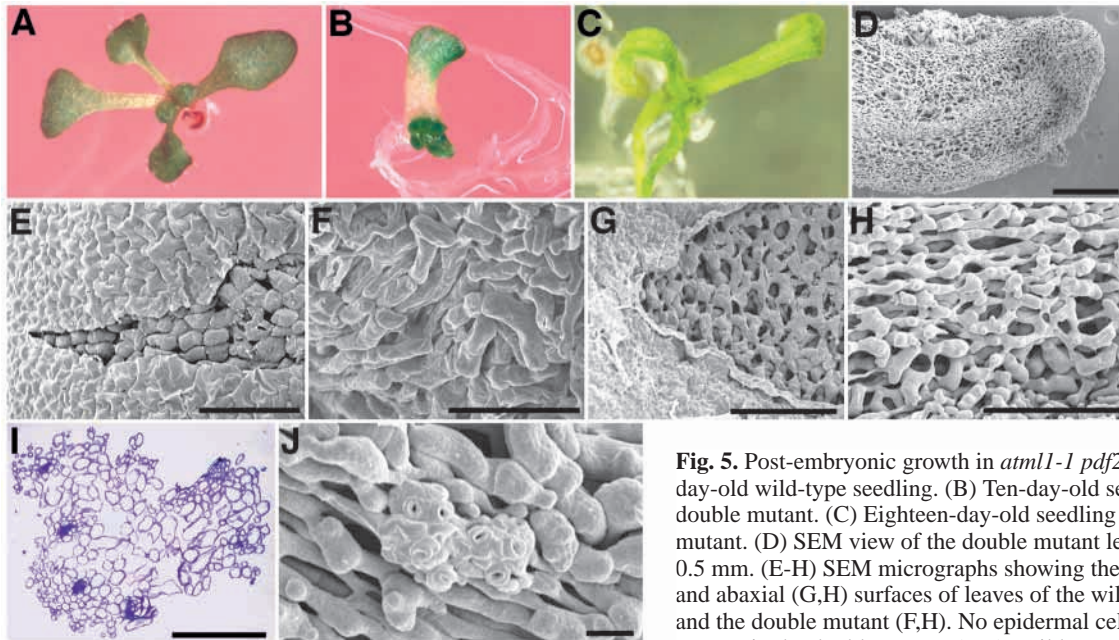 A
B
C
D
E
F
G
H
I
J
Fig. 5. Post-embryonic growth in atml1-1 pdf2
day-old wild-type seedling. (B) Ten-day-old se
double mutant. (C) Eighteen-day-old seedling
mutant. (D) SEM view of the double mutant le
0.5 mm. (E-H) SEM micrographs showing the
and abaxial (G,H) surfaces of leaves of the wil
and the double mutant (F,H). No epidermal ce